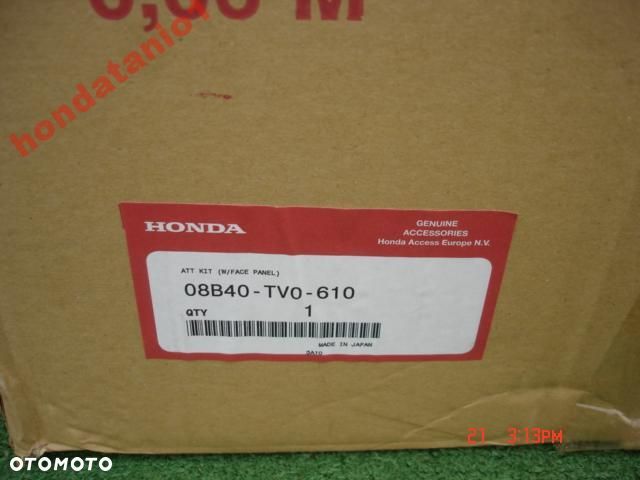 hondatanio
HONDA
GENUINE
ACCESSORIES
Honda Access Europe N.V.
ATT KIT (W/FACE PANEL)
08B40-TV0-610
QTY 1
MADE IN JAPAN
21 3:13PM
OTOMOTO